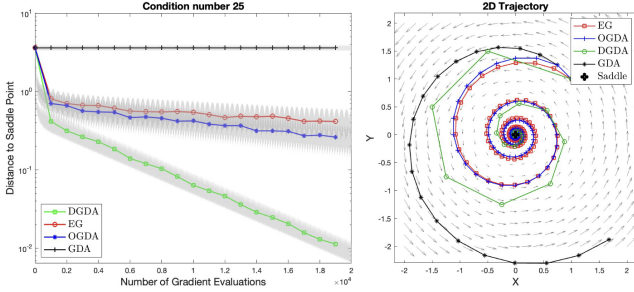 Condition number 25
10^1
10^0
10^-1
10^-2
Distance to Saddle Point
DGDA
EG
OGDA
GDA
0 0.2 0.4 0.6 0.8 1 1.2 1.4 1.6 1.8 2
×10^4
Number of Gradient Evaluations
2D Trajectory
EG
OGDA
DGDA
GDA
Saddle
2
1.5
1
0.5
0
-0.5
-1
-1.5
-2
Y
-2 -1.5 -1 -0.5 0 0.5 1 1.5 2
X